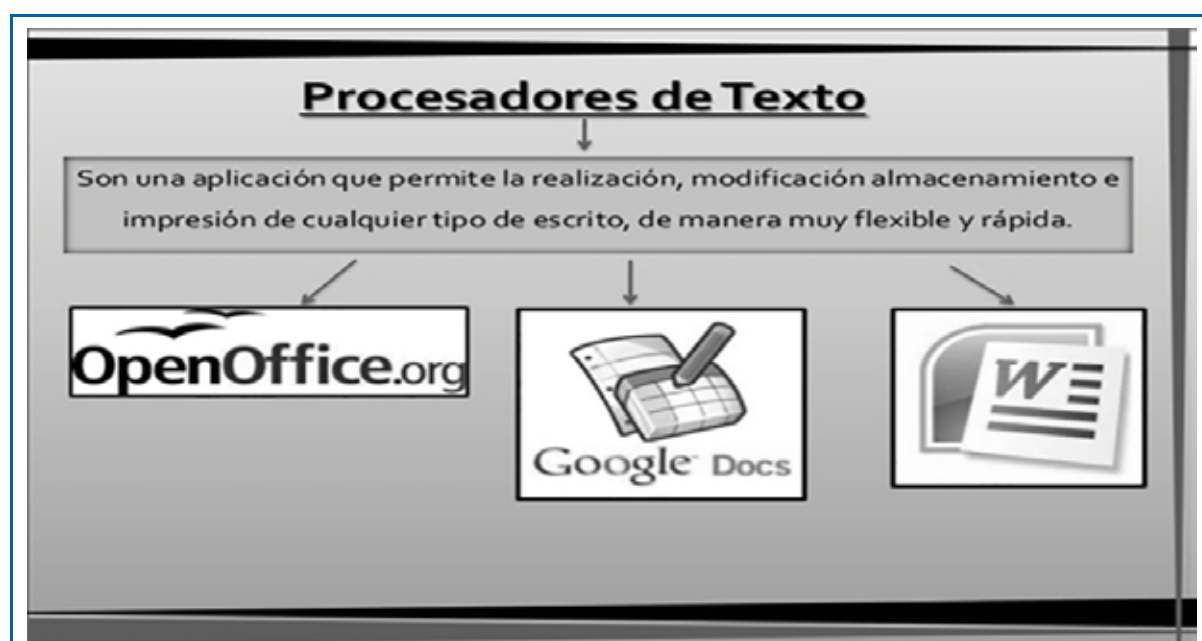 Procesadores de Texto
Son una aplicación que permite la realización, modificación almacenamiento e
impresión de cualquier tipo de escrito, de manera muy flexible y rápida.
OpenOffice.org
Google Docs
W